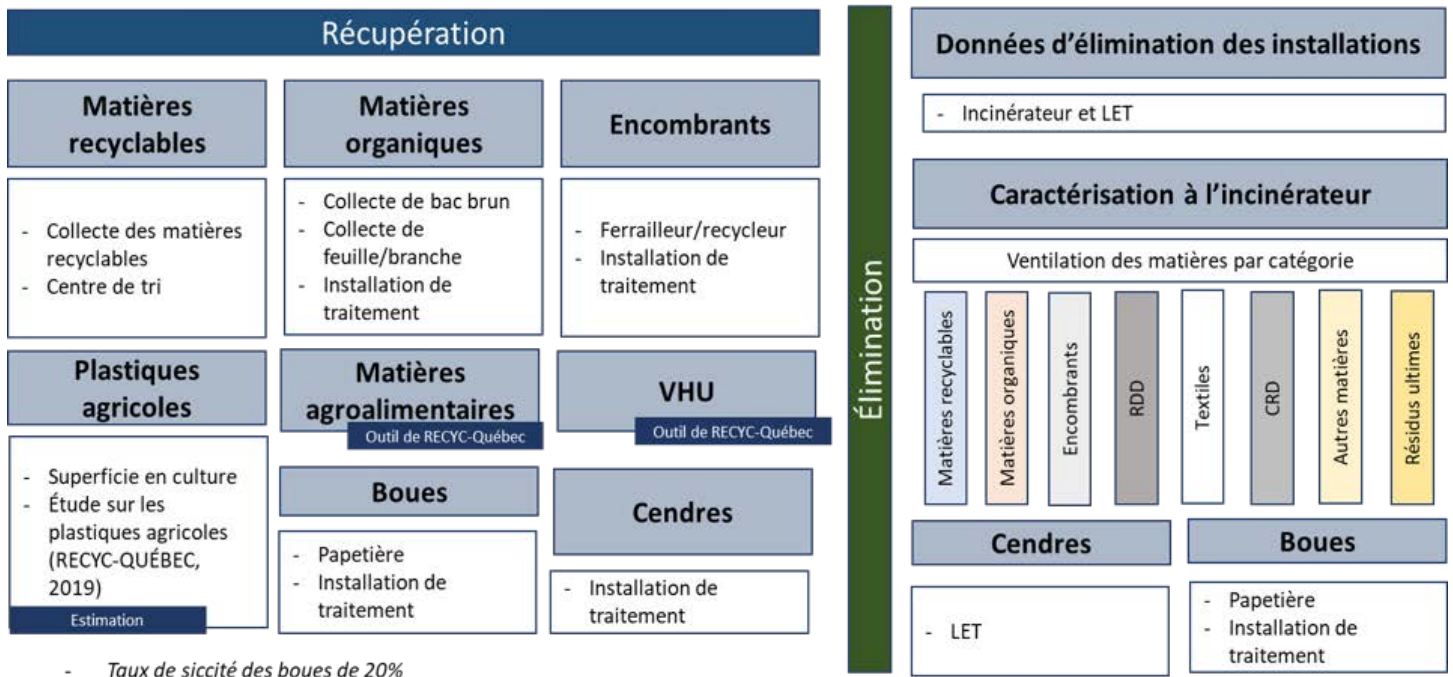 Récupération
Matières
recyclables
- Collecte des matières
recyclables
- Centre de tri
Matières
organiques
- Collecte de bac brun
- Collecte de
feuille/branche
- Installation de
traitement
Encombrants
- Ferrailleur/recycleur
- Installation de
traitement
Plastiques
agricoles
- Superficie en culture
- Étude sur les
plastiques agricoles
(RECYC-QUÉBEC,
2019)
Estimation
Matières
agroalimentaires
Outil de RECYC-Québec
VHU
Outil de RECYC-Québec
Boues
- Papetière
- Installation de
traitement
Cendres
- Installation de
traitement
- Taux de siccité des boues de 20%
Élimination
Données d'élimination des installations
- Incinérateur et LET
Caractérisation à l'incinérateur
Ventilation des matières par catégorie
Matières recyclables
Matières organiques
Encombrants
RDD
Textiles
CRD
Autres matières
Résidus ultimes
Cendres
- LET
Boues
- Papetière
- Installation de
traitement